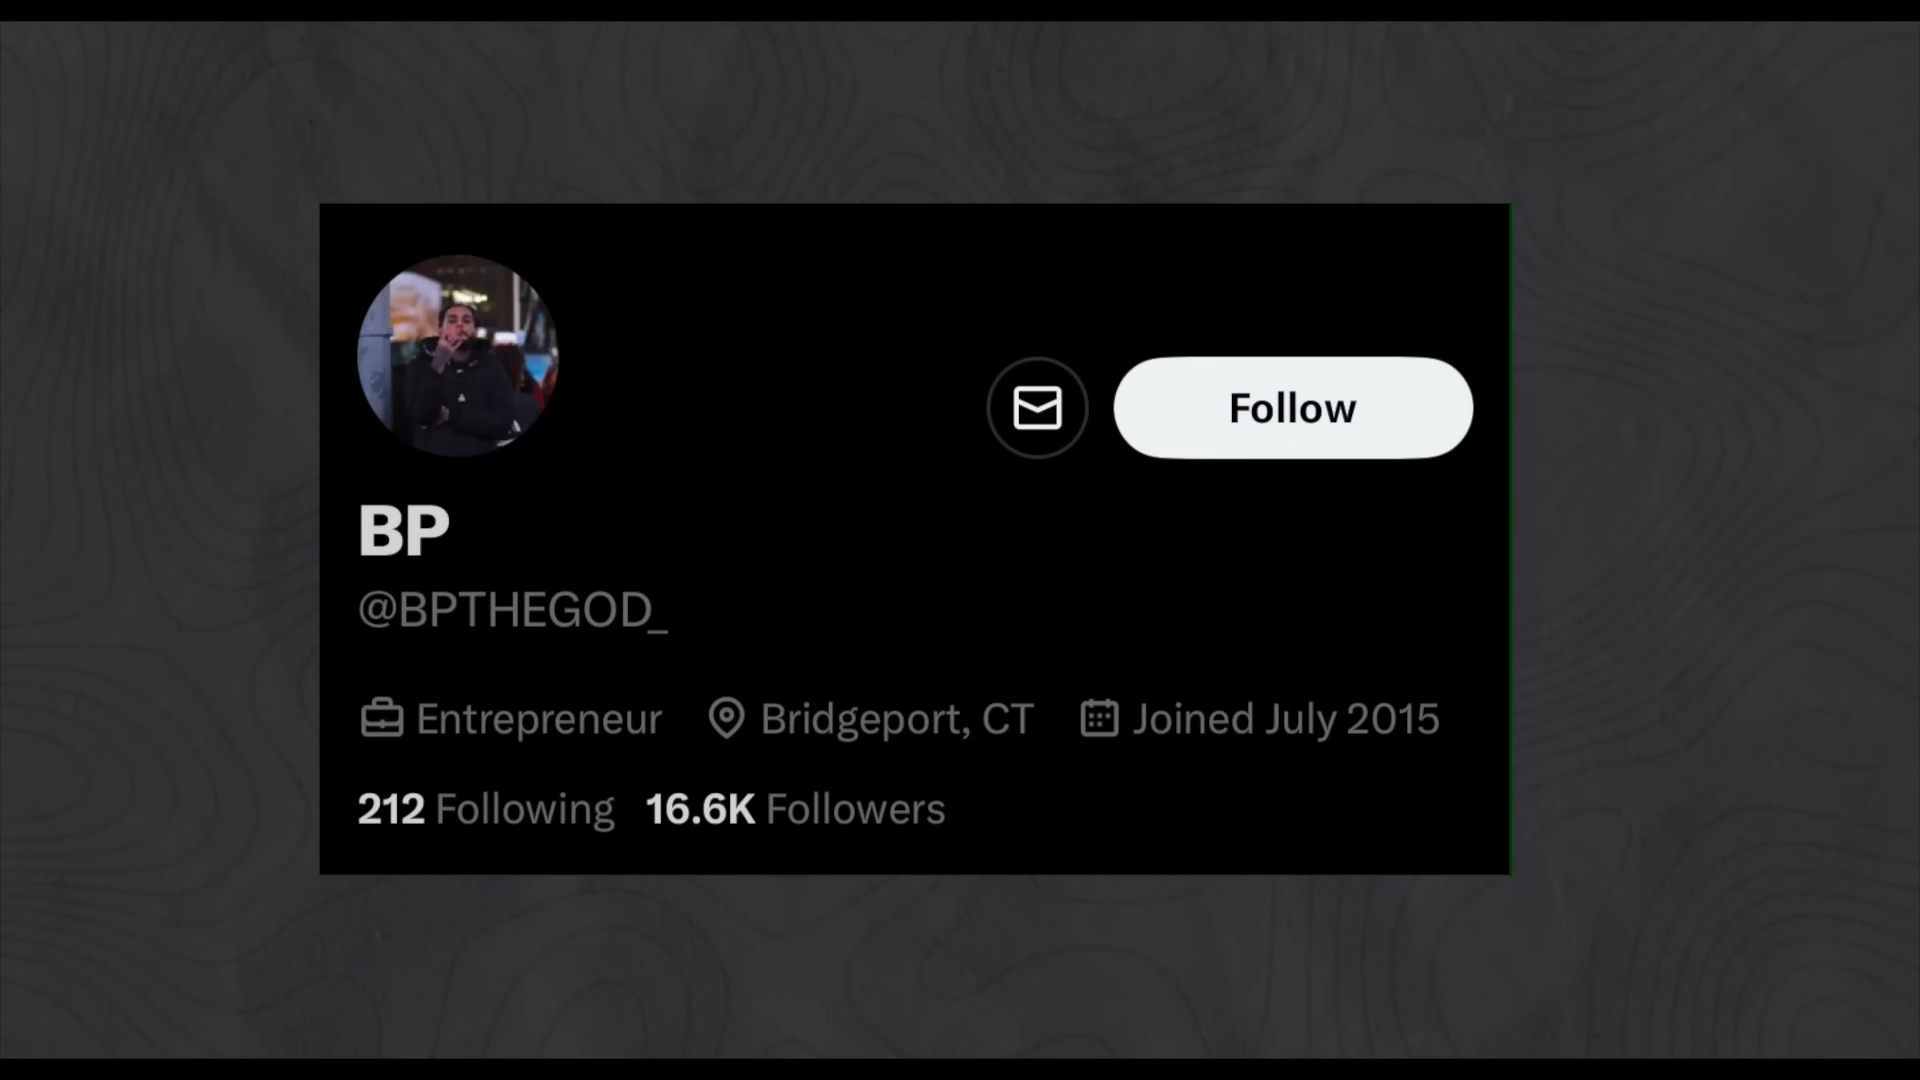 Follow
BP
@BPTHEGOD_
Entrepreneur Bridgeport, CT Joined July 2015
212 Following 16.6K Followers